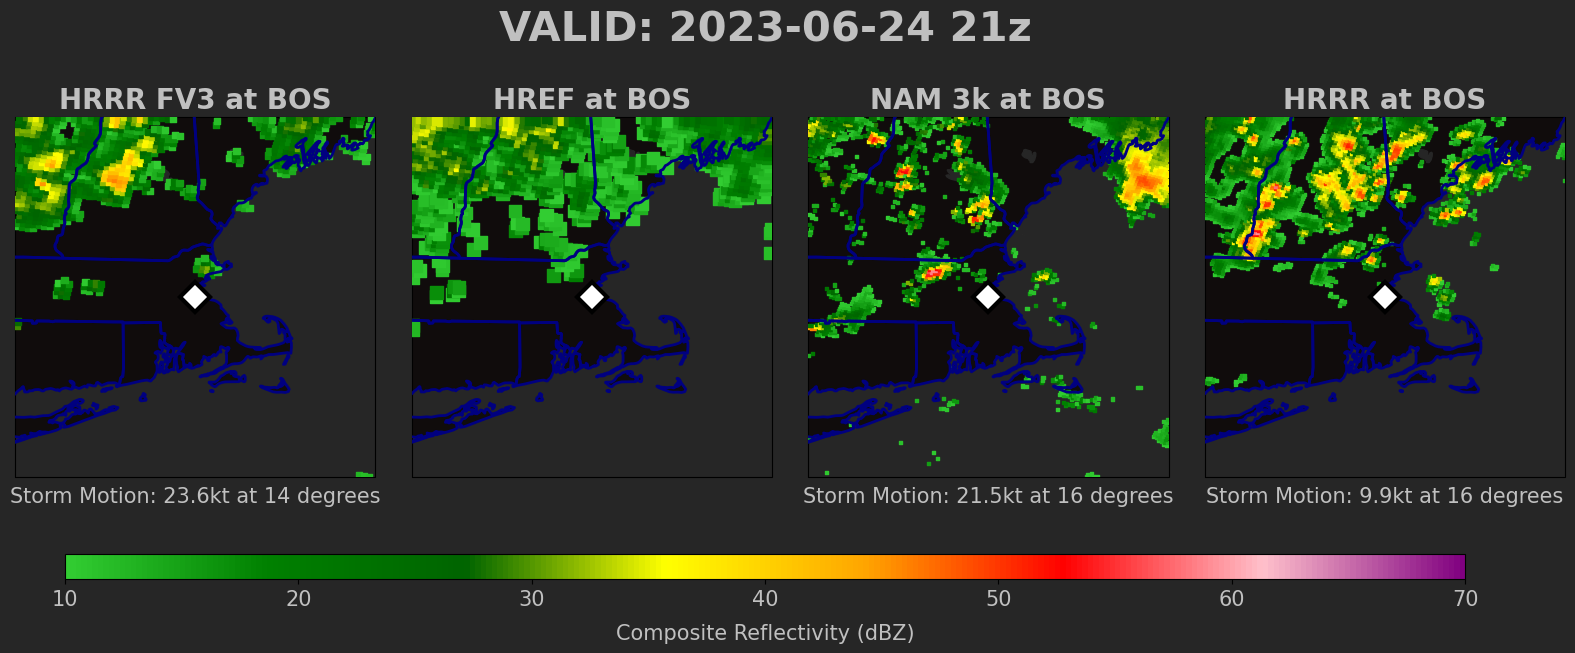 VALID: 2023-06-24 21z
HRRR FV3 at BOS
HREF at BOS
NAM 3k at BOS
HRRR at BOS
Storm Motion: 23.6kt at 14 degrees
Storm Motion: 21.5kt at 16 degrees
Storm Motion: 9.9kt at 16 degrees
10 20 30 40 50 60 70
Composite Reflectivity (dBZ)